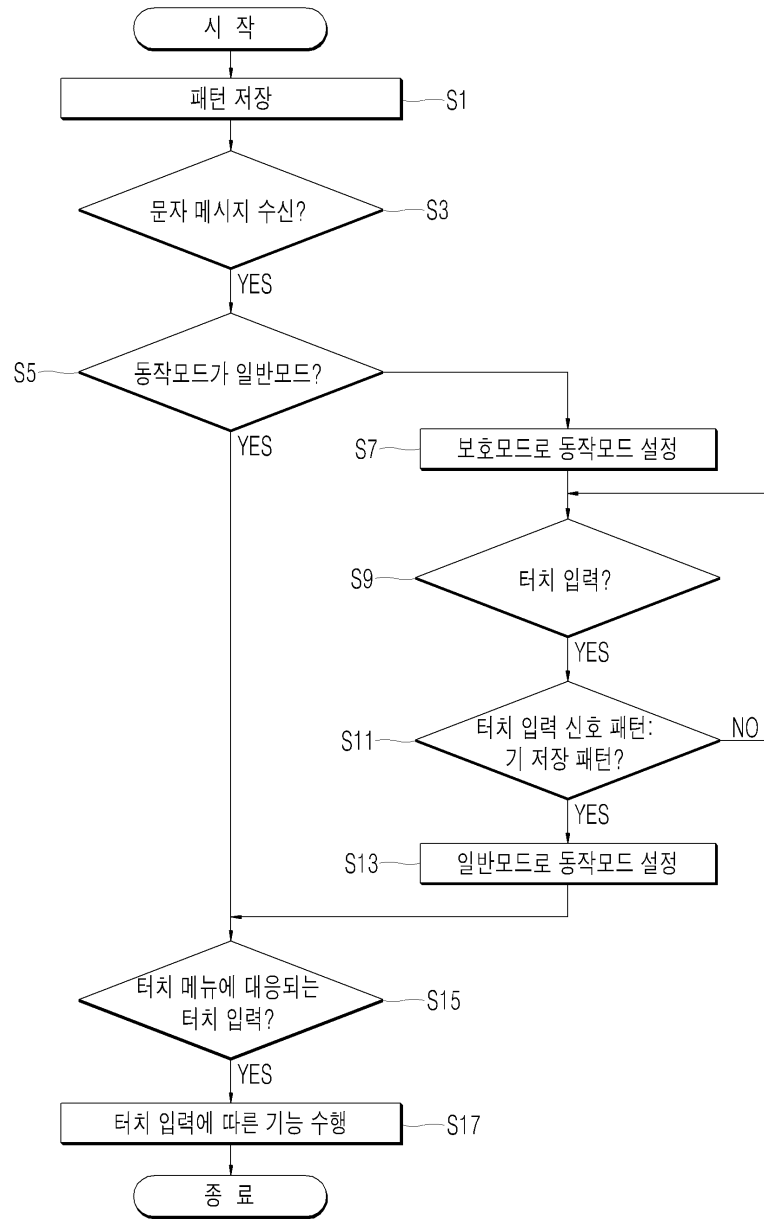 시 작
패턴 저장
S1
문자 메시지 수신?
S3
YES
S5
동작모드가 일반모드?
YES
S7
보호모드로 동작모드 설정
S9
터치 입력?
YES
S11
터치 입력 신호 패턴:
기 저장 패턴?
NO
YES
S13
일반모드로 동작모드 설정
터치 메뉴에 대응되는
터치 입력?
S15
YES
터치 입력에 따른 기능 수행
S17
종 료